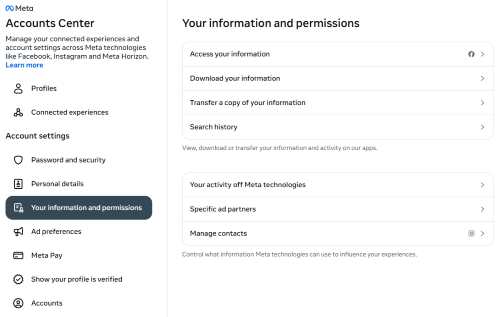 Meta
Accounts Center
Manage your connected experiences and
account settings across Meta technologies
like Facebook, Instagram and Meta Horizon.
Learn more
Profiles
Connected experiences
Account settings
Password and security
Personal details
Your information and permissions
Ad preferences
Meta Pay
Show your profile is verified
Accounts
Your information and permissions
Access your information
Download your information
Transfer a copy of your information
Search history
View, download or transfer your information and activity on our apps.
Your activity off Meta technologies
Specific ad partners
Manage contacts
Control what information Meta technologies can use to influence your experiences.